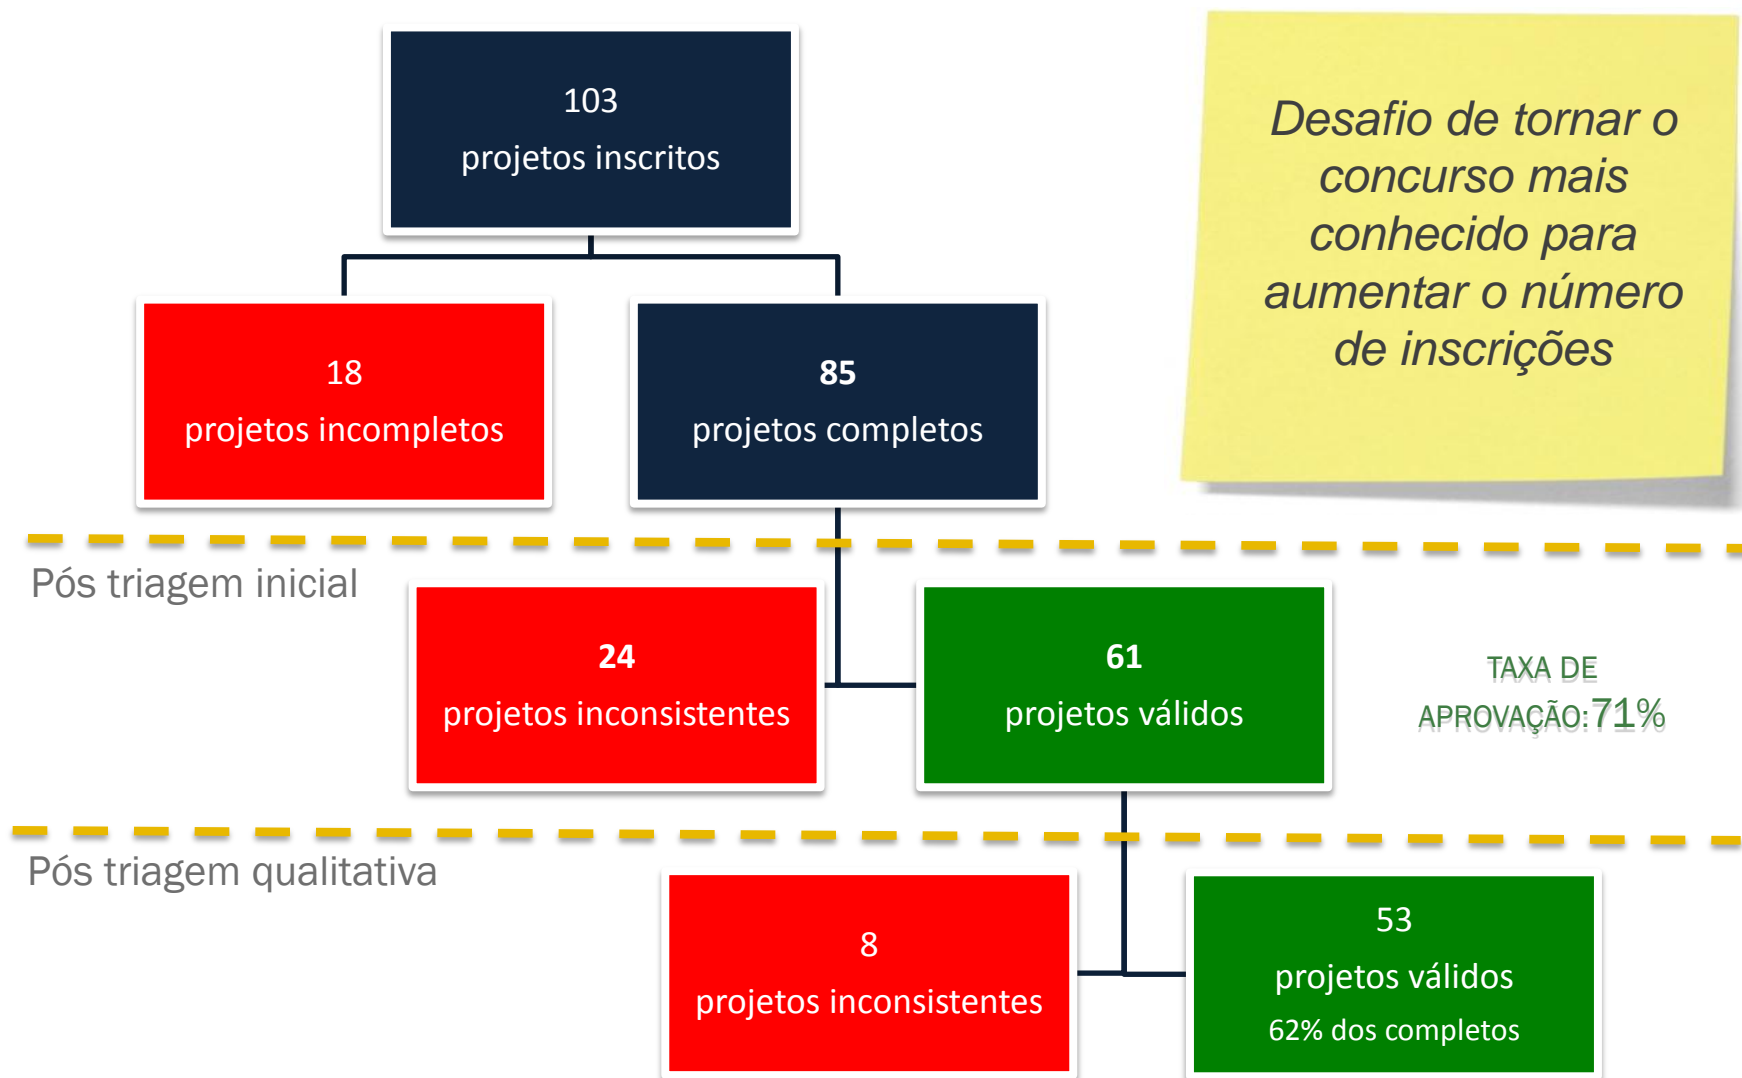 103
projetos inscritos
Desafio de tornar o
concurso mais
conhecido para
aumentar o número
de inscrições
18
projetos incompletos
85
projetos completos
Pós triagem inicial
24
projetos inconsistentes
61
projetos válidos
TAXA DE
APROVAÇÃO:71%
Pós triagem qualitativa
8
projetos inconsistentes
53
projetos válidos
62% dos completos